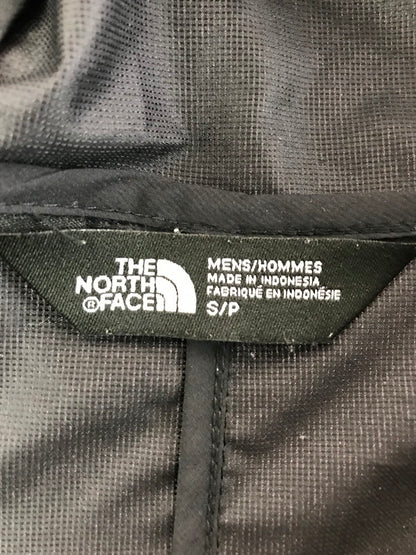 THE
NORTH
®FACE
MENS/HOMMES
MADE IN INDONESIA
FABRIQUÉ EN INDONÉSIE
S/P